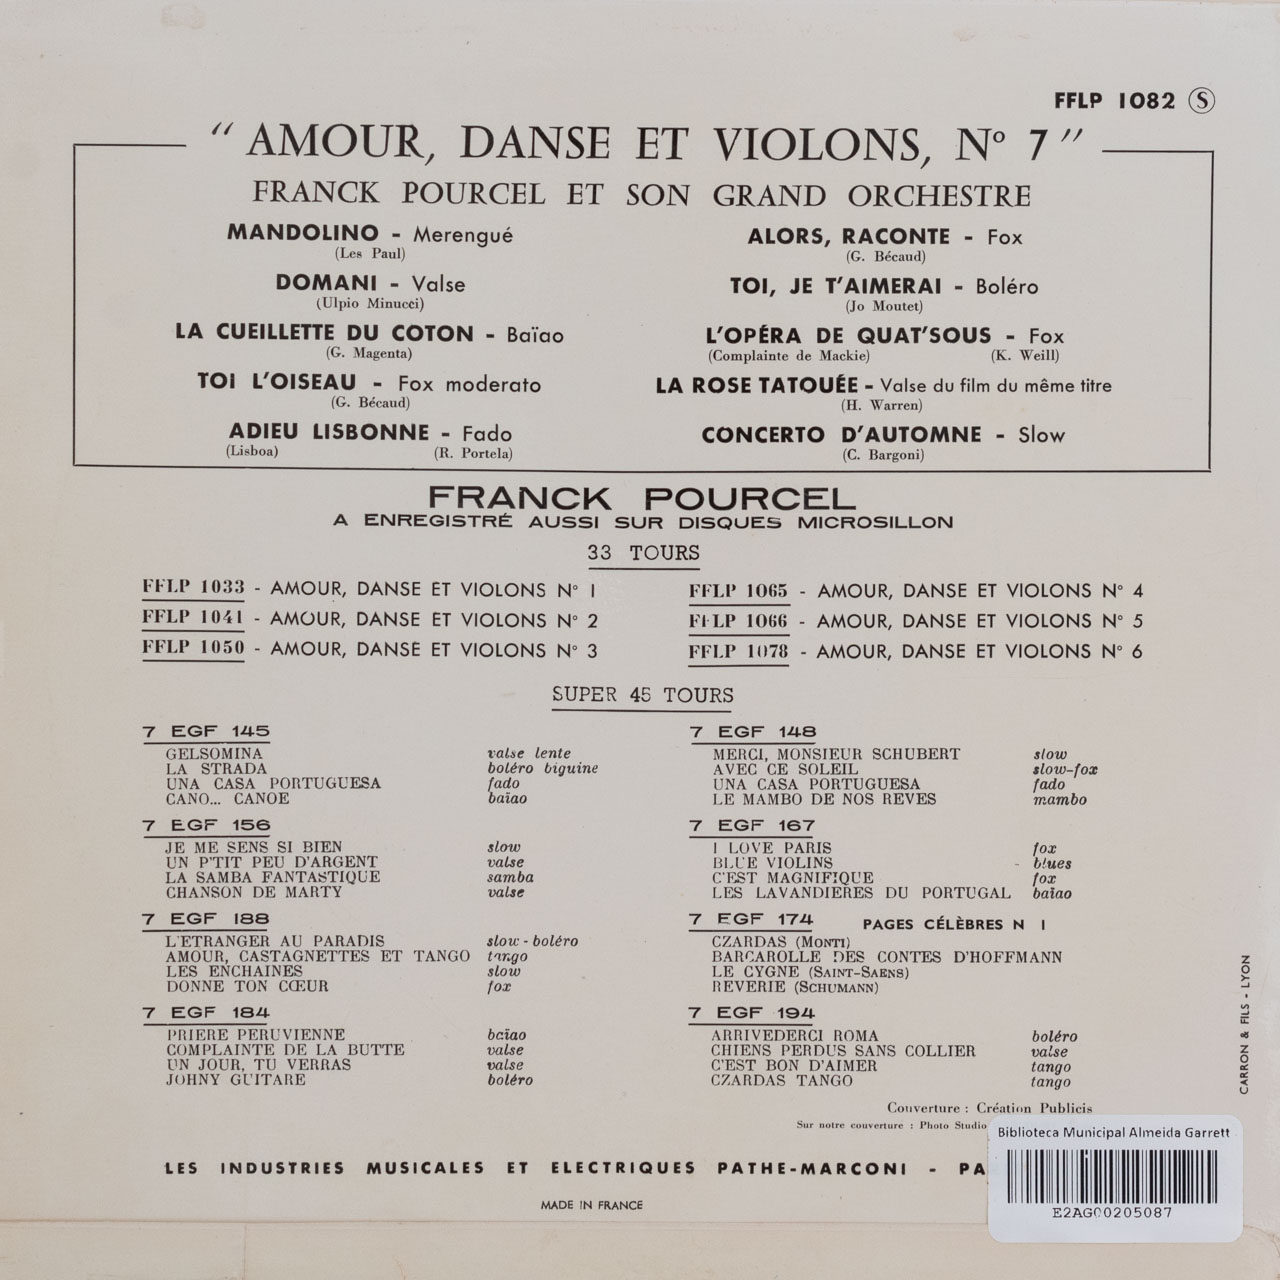 FFLP 1082 Ⓢ
“ AMOUR, DANSE ET VIOLONS, Nº 7 ”
FRANCK POURCEL ET SON GRAND ORCHESTRE
MANDOLINO - Merengué
(Les Paul)
DOMANI - Valse
(Ulpio Minucci)
LA CUEILLETTE DU COTON - Baïao
(G. Magenta)
TOI L'OISEAU - Fox moderato
(G. Bécaud)
ADIEU LISBONNE - Fado
(Lisboa) (R. Portela)
ALORS, RACONTE - Fox
(G. Bécaud)
TOI, JE T'AIMERAI - Boléro
(Jo Moutet)
L'OPÉRA DE QUAT'SOUS - Fox
(Complainte de Mackie) (K. Weill)
LA ROSE TATOUÉE - Valse du film du même titre
(H. Warren)
CONCERTO D'AUTOMNE - Slow
(C. Bargoni)
FRANCK POURCEL
A ENREGISTRÉ AUSSI SUR DISQUES MICROSILLON
33 TOURS
FFLP 1033 - AMOUR, DANSE ET VIOLONS N° 1
FFLP 1041 - AMOUR, DANSE ET VIOLONS N° 2
FFLP 1050 - AMOUR, DANSE ET VIOLONS N° 3
FFLP 1065 - AMOUR, DANSE ET VIOLONS N° 4
FFLP 1066 - AMOUR, DANSE ET VIOLONS N° 5
FFLP 1078 - AMOUR, DANSE ET VIOLONS N° 6
SUPER 45 TOURS
7 EGF 145
GELSOMINA valse lente
LA STRADA boléro biguine
UNA CASA PORTUGUESA fado
CANO... CANOE baïao
7 EGF 156
JE ME SENS SI BIEN slow
UN P'TIT PEU D'ARGENT valse
LA SAMBA FANTASTIQUE samba
CHANSON DE MARTY valse
7 EGF 188
L'ETRANGER AU PARADIS slow - boléro
AMOUR, CASTAGNETTES ET TANGO tango
LES ENCHAINES slow
DONNE TON CŒUR fox
7 EGF 184
PRIERE PERUVIENNE baïao
COMPLAINTE DE LA BUTTE valse
UN JOUR, TU VERRAS valse
JOHNY GUITARE boléro
7 EGF 148
MERCI, MONSIEUR SCHUBERT slow
AVEC CE SOLEIL slow-fox
UNA CASA PORTUGUESA fado
LE MAMBO DE NOS REVES mambo
7 EGF 167
I LOVE PARIS fox
BLUE VIOLINS blues
C'EST MAGNIFIQUE fox
LES LAVANDIERES DU PORTUGAL baïao
7 EGF 174 PAGES CÉLÈBRES N 1
CZARDAS (MONTI)
BARCAROLLE DES CONTES D'HOFFMANN
LE CYGNE (SAINT-SAENS)
REVERIE (SCHUMANN)
7 EGF 194
ARRIVEDERCI ROMA boléro
CHIENS PERDUS SANS COLLIER valse
C'EST BON D'AIMER tango
CZARDAS TANGO tango
Couverture : Création Publicis
Sur notre couverture : Photo Studio
LES INDUSTRIES MUSICALES ET ELECTRIQUES PATHE-MARCONI - PA
MADE IN FRANCE
CARRON & FILS - LYON
Biblioteca Municipal Almeida Garrett
E2AG00205087